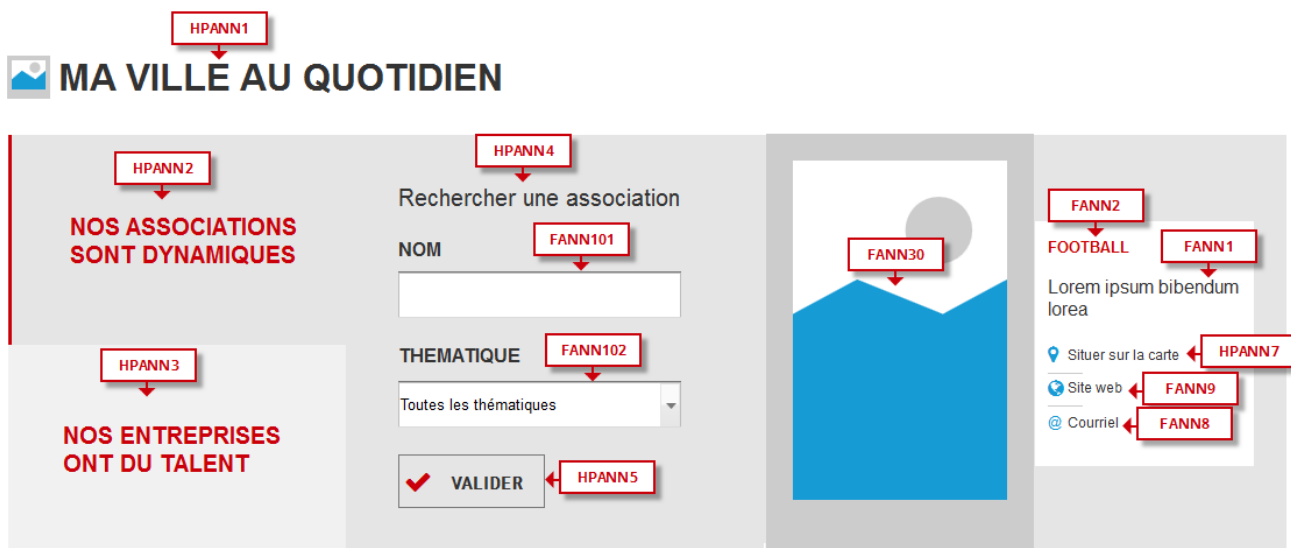 HPANN1
MA VILLE AU QUOTIDIEN
HPANN2
NOS ASSOCIATIONS
SONT DYNAMIQUES
HPANN3
NOS ENTREPRISES
ONT DU TALENT
HPANN4
Rechercher une association
NOM
FANN101
THEMATIQUE
FANN102
Toutes les thématiques
VALIDER
HPANN5
FANN30
FANN2
FOOTBALL
FANN1
Lorem ipsum bibendum
lorea
Situer sur la carte
HPANN7
Site web
FANN9
@ Courriel
FANN8